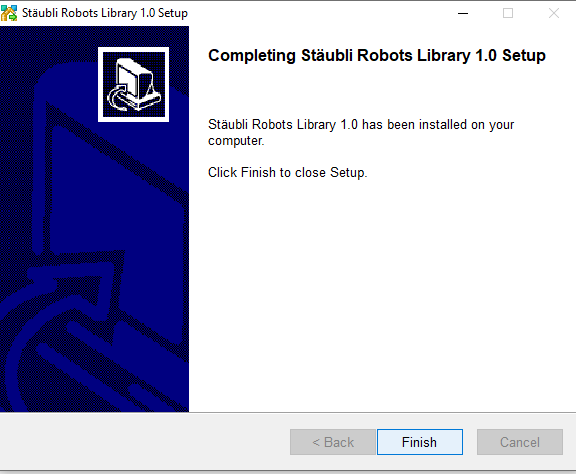 Stäubli Robots Library 1.0 Setup
Completing Stäubli Robots Library 1.0 Setup
Stäubli Robots Library 1.0 has been installed on your
computer.
Click Finish to close Setup.
< Back
Finish
Cancel